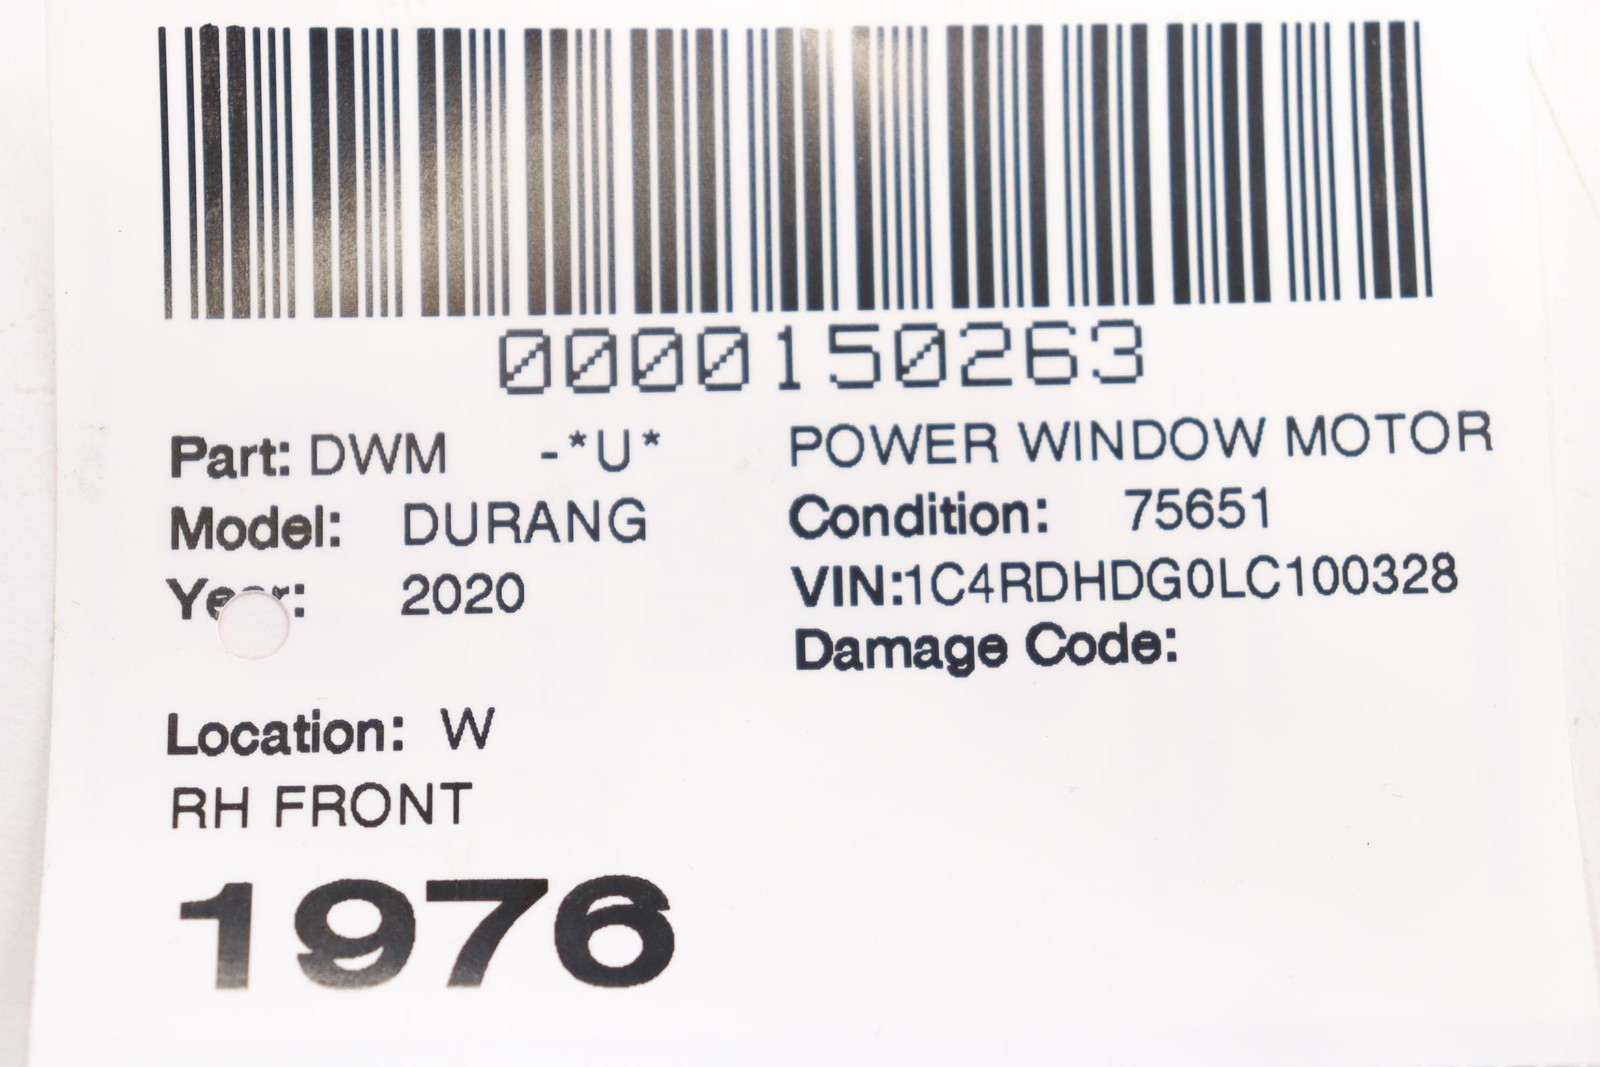 0000150263
Part: DWM -*U* POWER WINDOW MOTOR
Model: DURANG Condition: 75651
Year: 2020 VIN:1C4RDHDG0LC100328
Damage Code:
Location: W
RH FRONT
1976